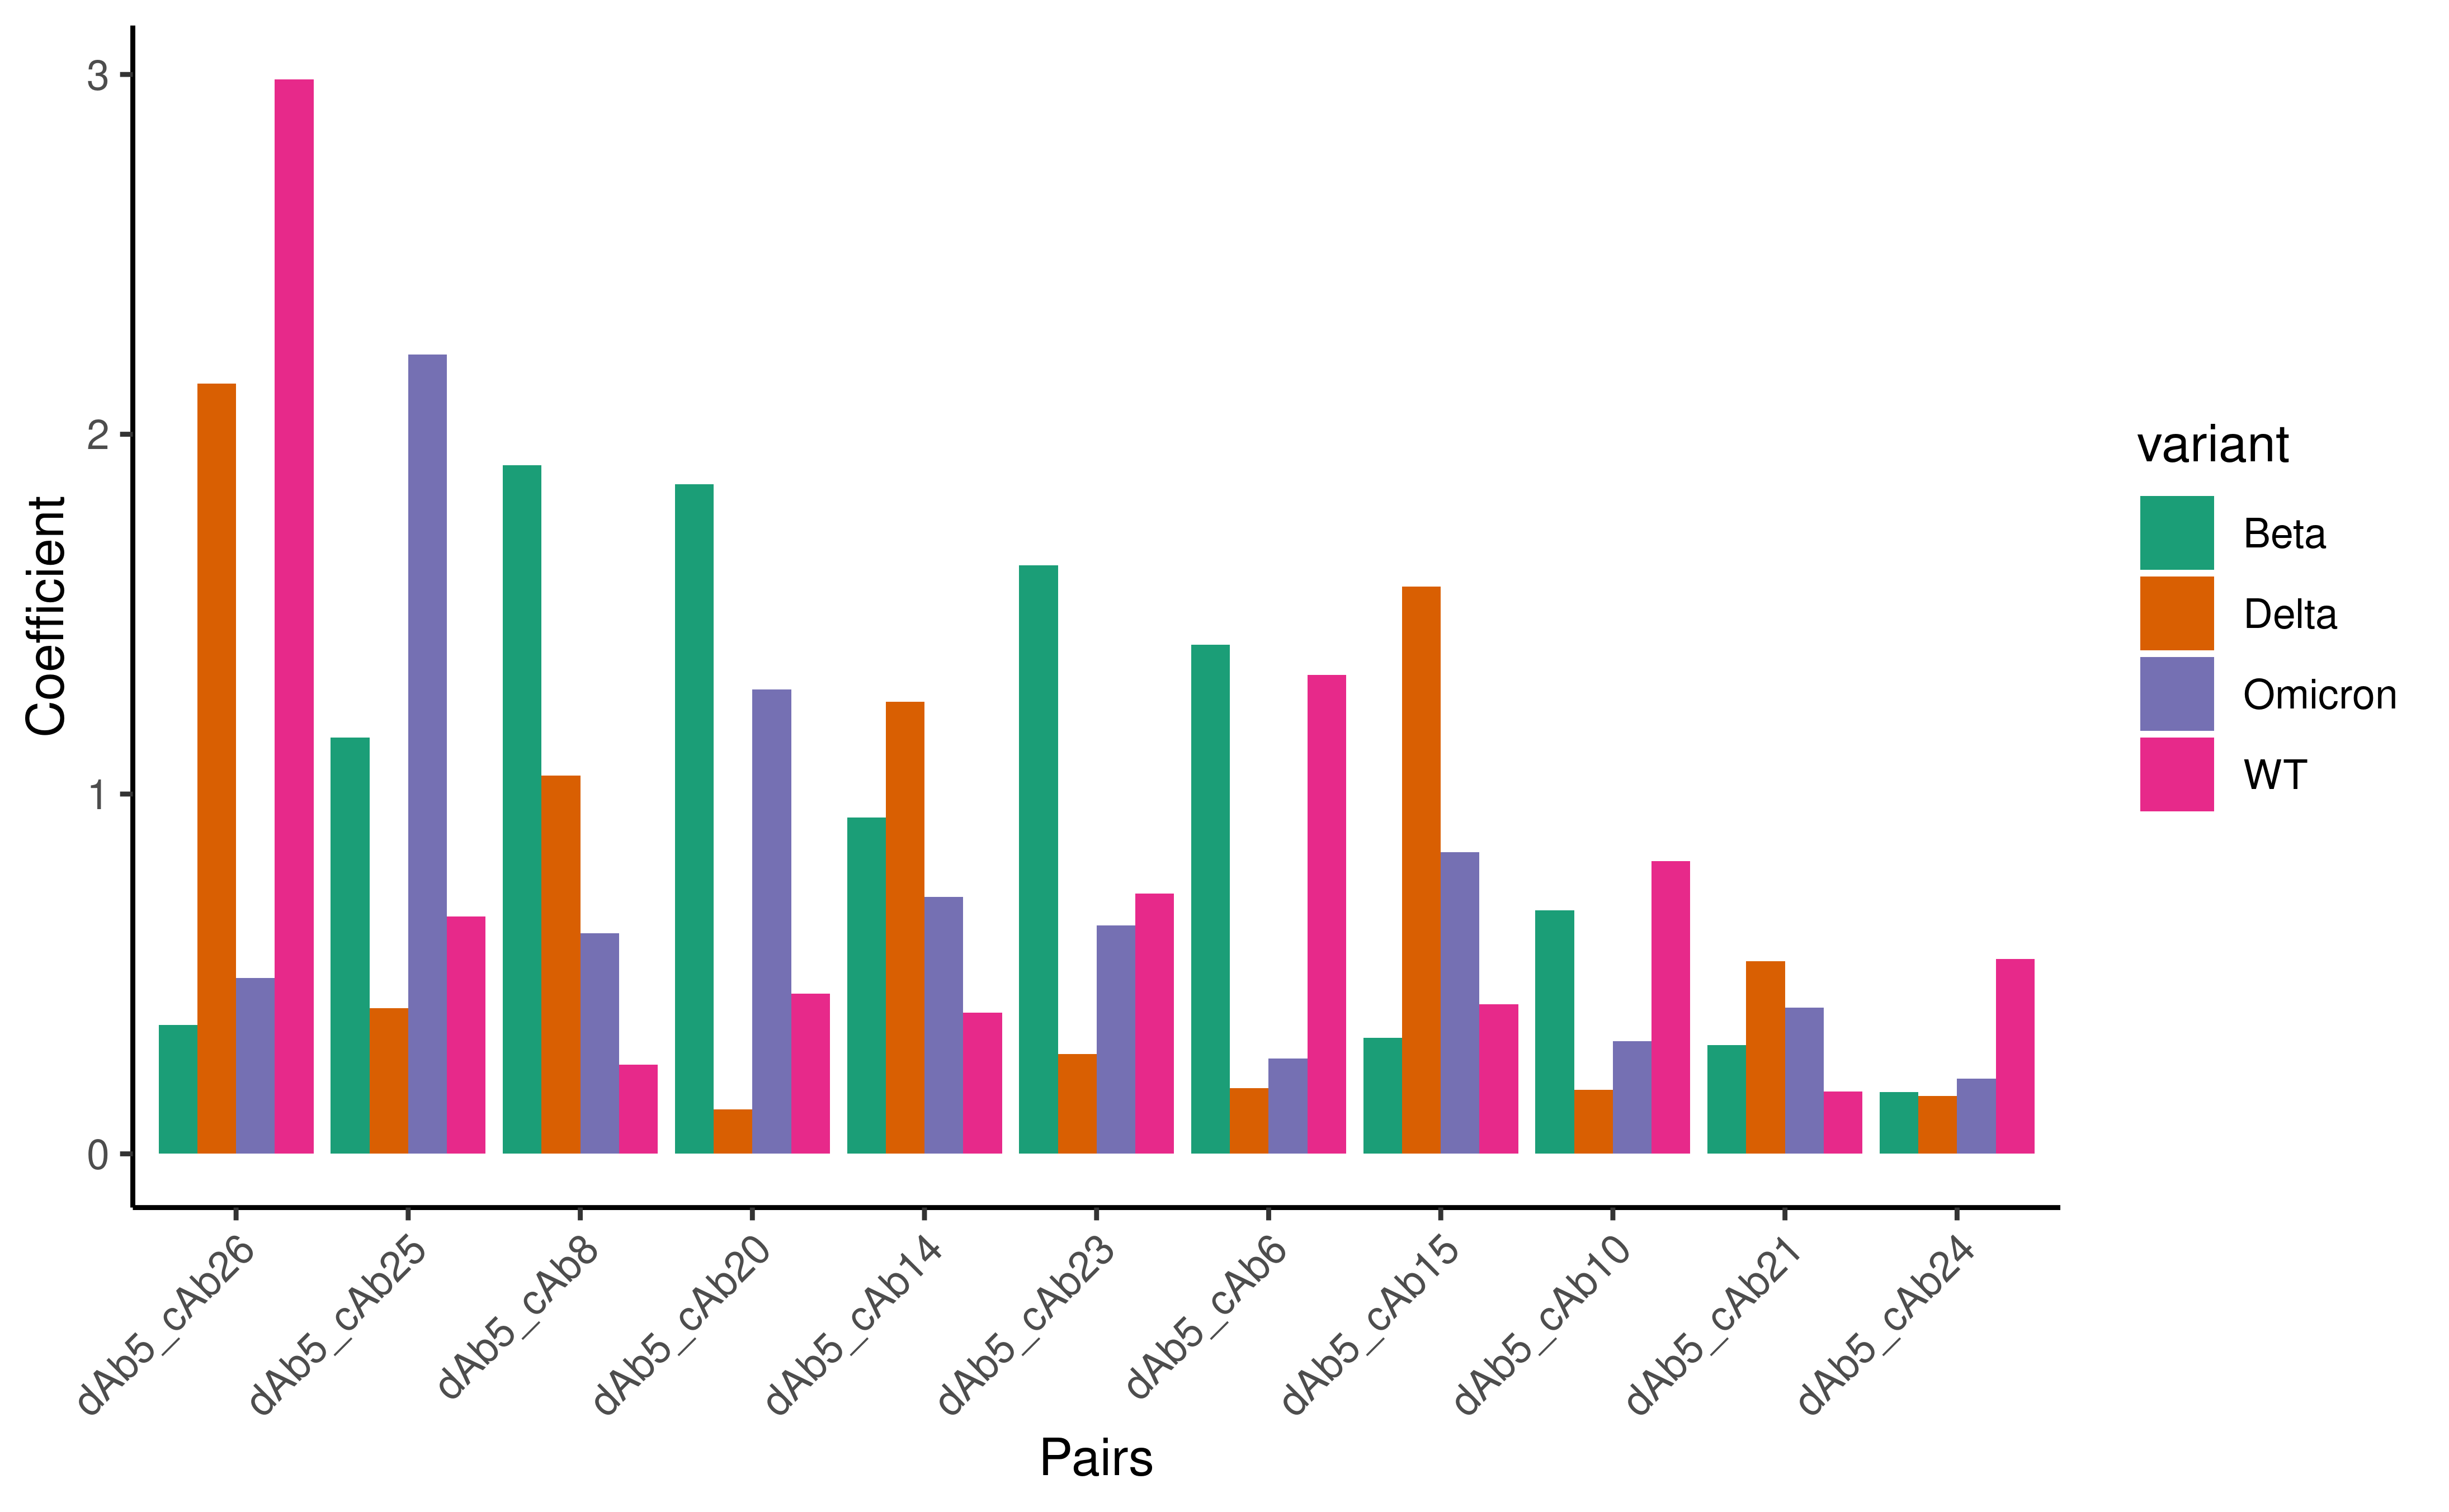 3
2
1
0
Coefficient
dAb5_cAb26
dAb5_cAb25
dAb5_cAb8
dAb5_cAb20
dAb5_cAb14
dAb5_cAb23
dAb5_cAb6
dAb5_cAb15
dAb5_cAb10
dAb5_cAb21
dAb5_cAb24
Pairs
variant
Beta
Delta
Omicron
WT